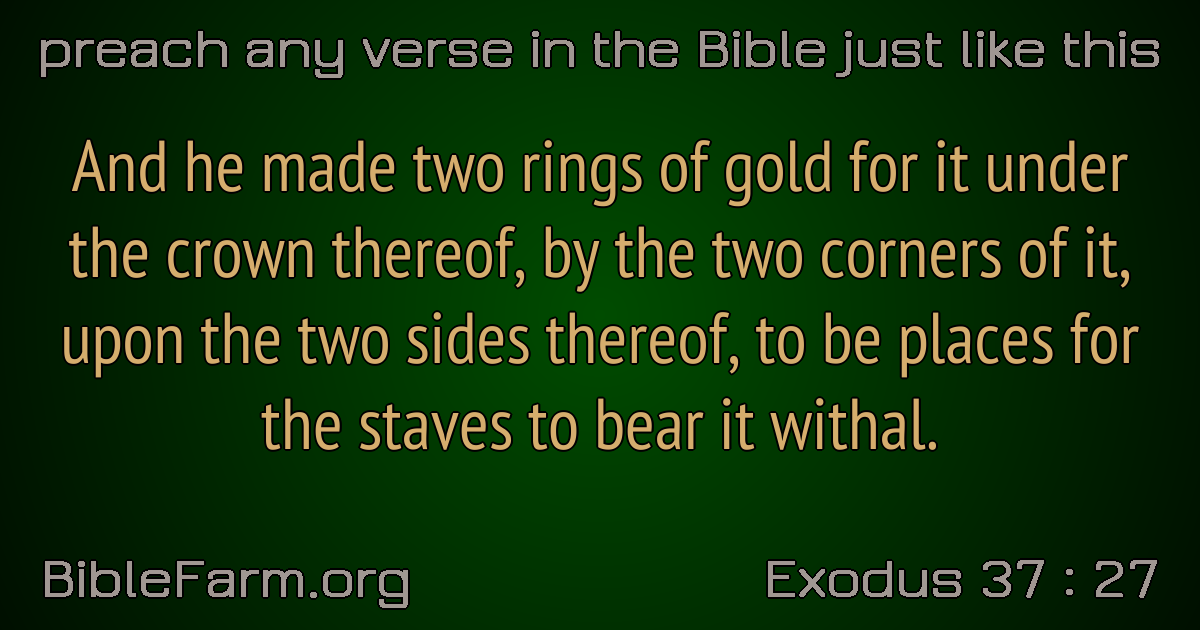 preach any verse in the Bible just like this
And he made two rings of gold for it under
the crown thereof, by the two corners of it,
upon the two sides thereof, to be places for
the staves to bear it withal.
BibleFarm.org
Exodus 37 : 27